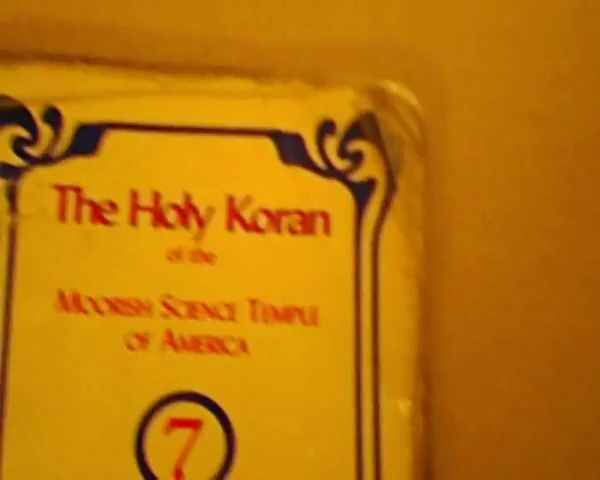 The Holy Koran
of the
MOORISH SCIENCE TEMPLE
OF AMERICA
7